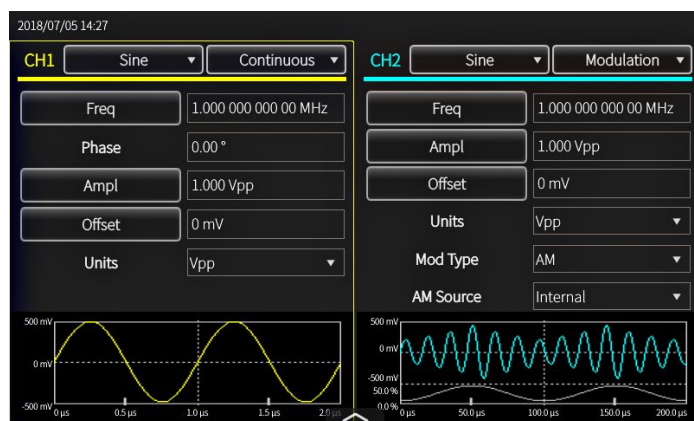 2018/07/05 14:27
CH1 Sine Continuous
Freq 1.000 000 000 00 MHz
Phase 0.00 °
Ampl 1.000 Vpp
Offset 0 mV
Units Vpp
500 mV
0 mV
-500 mV
0 µs 0.5 µs 1.0 µs 1.5 µs 2.0 µs
CH2 Sine Modulation
Freq 1.000 000 000 00 MHz
Ampl 1.000 Vpp
Offset 0 mV
Units Vpp
Mod Type AM
AM Source Internal
500 mV
0 mV
-500 mV
50.0 %
0.0 %
0 µs 50.0 µs 100.0 µs 150.0 µs 200.0 µs